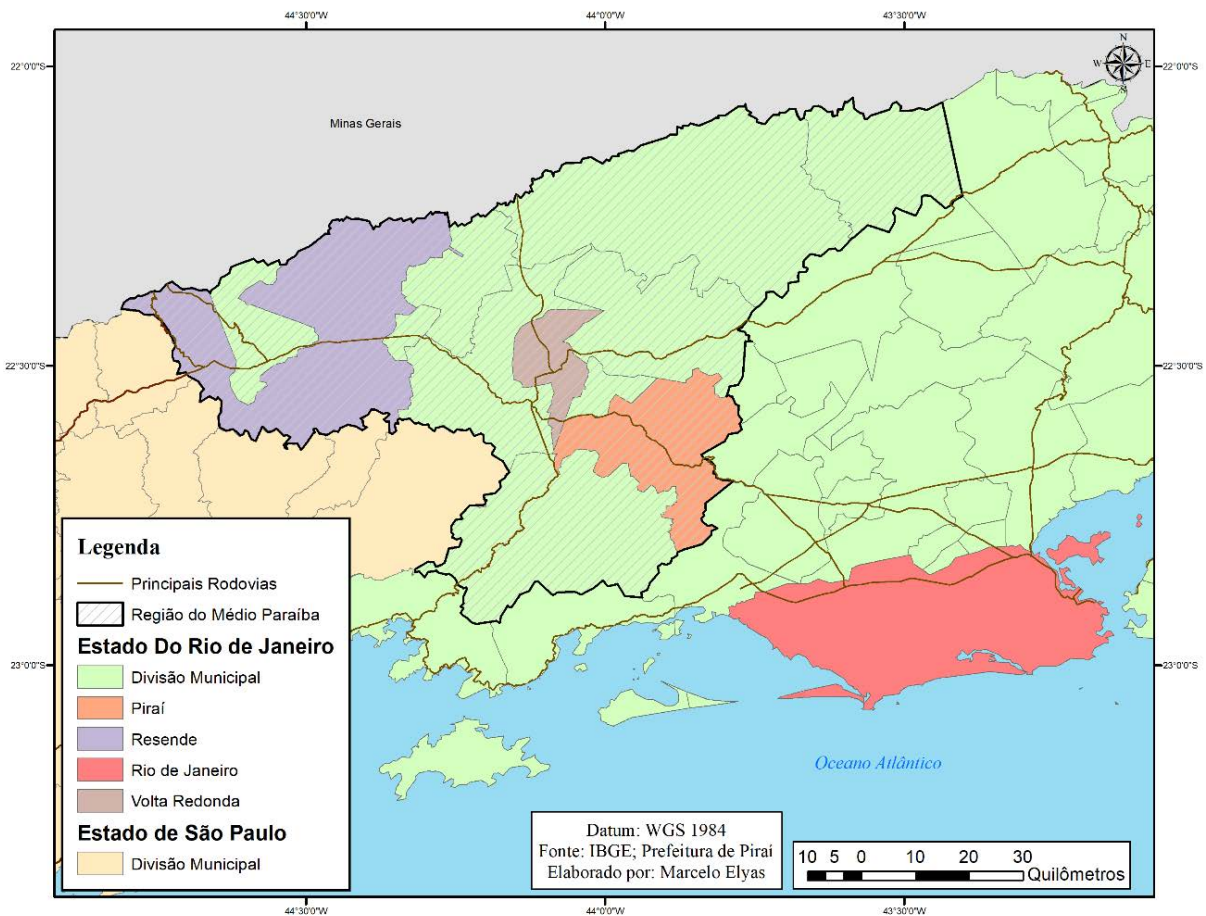 44°30'0"W 44°0'0"W 43°30'0"W
22°0'0"S 22°0'0"S
N
W E
S
Minas Gerais
22°30'0"S 22°30'0"S
23°0'0"S 23°0'0"S
Legenda
Principais Rodovias
Região do Médio Paraíba
Estado Do Rio de Janeiro
Divisão Municipal
Piraí
Resende
Rio de Janeiro
Volta Redonda
Estado de São Paulo
Divisão Municipal
Oceano Atlântico
Datum: WGS 1984
Fonte: IBGE; Prefeitura de Piraí
Elaborado por: Marcelo Elyas
10 5 0 10 20 30
Quilômetros
44°30'0"W 44°0'0"W 43°30'0"W